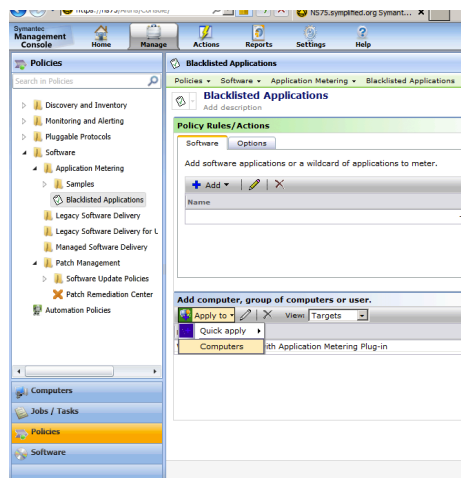 NS75.symplified.org Symant...
Symantec
Management
Console
Home
Manage
Actions
Reports
Settings
Help
Policies
Search in Policies
Discovery and Inventory
Monitoring and Alerting
Pluggable Protocols
Software
Application Metering
Samples
Blacklisted Applications
Legacy Software Delivery
Legacy Software Delivery for U
Managed Software Delivery
Patch Management
Software Update Policies
Patch Remediation Center
Automation Policies
Computers
Jobs / Tasks
Policies
Software
Blacklisted Applications
Policies Software Application Metering Blacklisted Applications
Blacklisted Applications
Add description
Policy Rules/Actions
Software Options
Add software applications or a wildcard of applications to meter.
Add
Name
Add computer, group of computers or user.
Apply to View: Targets
Quick apply
Computers
ith Application Metering Plug-in